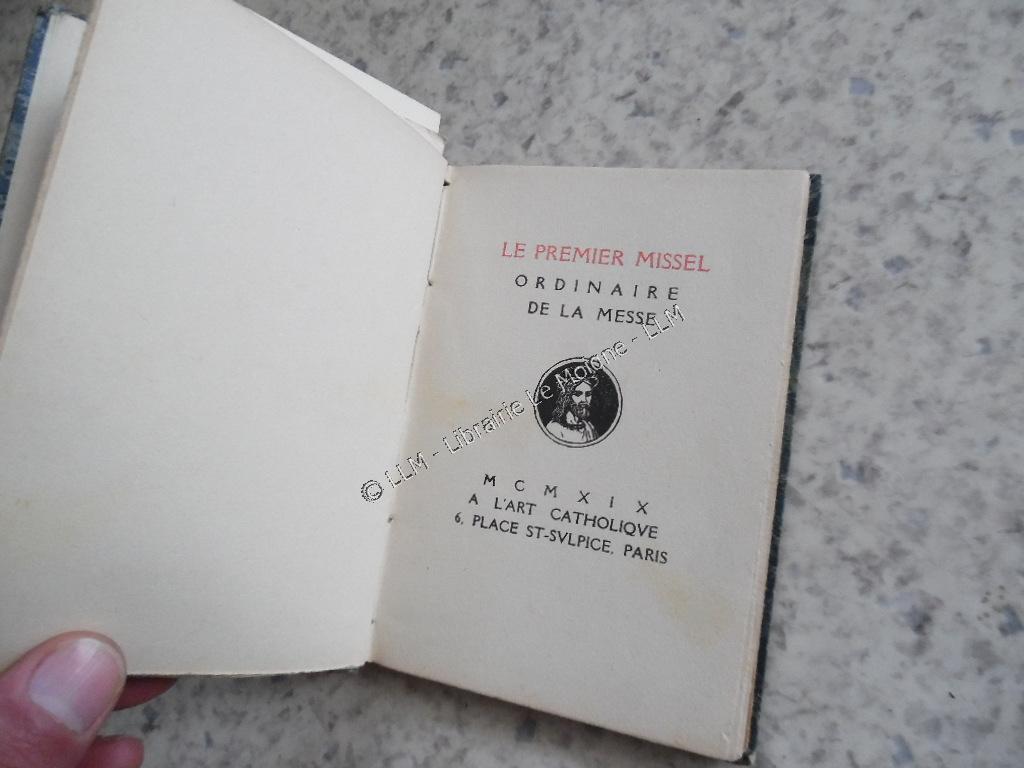 LE PREMIER MISSEL
ORDINAIRE
DE LA MESSE
© LLM - Librairie Le Moigne - LLM
MCMXIX
A L'ART CATHOLIQVE
6, PLACE ST-SVLPICE, PARIS